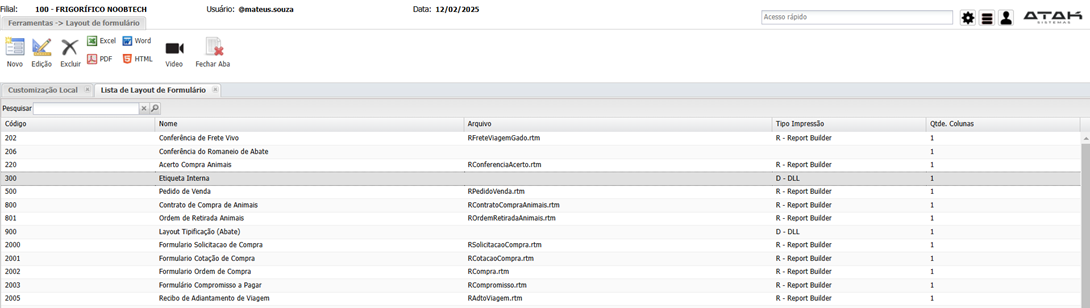 Filial: 100 - FRIGORÍFICO NOOBTECH Usuário: @mateus.souza Data: 12/02/2025
Ferramentas -> Layout de formulário
Acesso rápido
ATAK
SISTEMAS
Novo Edição Excluir Excel Word PDF HTML Video Fechar Aba
Customização Local Lista de Layout de Formulário
Pesquisar
Código Nome Arquivo Tipo Impressão Qtde. Colunas
202 Conferência de Frete Vivo RFreteViagemGado.rtm R - Report Builder 1
206 Conferência do Romaneio de Abate 1
220 Acerto Compra Animais RConferenciaAcerto.rtm R - Report Builder 1
300 Etiqueta Interna D - DLL 1
500 Pedido de Venda RPedidoVenda.rtm R - Report Builder 1
800 Contrato de Compra de Animais RContratoCompraAnimais.rtm R - Report Builder 1
801 Ordem de Retirada Animais ROrdemRetiradaAnimais.rtm R - Report Builder 1
900 Layout Tipificação (Abate) D - DLL 1
2000 Formulario Solicitacao de Compra RSolicitacaoCompra.rtm R - Report Builder 1
2001 Formulário Cotação de Compra RCotacaoCompra.rtm R - Report Builder 1
2002 Formulário Ordem de Compra RCompra.rtm R - Report Builder 1
2003 Formulário Compromisso a Pagar RCompromisso.rtm R - Report Builder 1
2005 Recibo de Adiantamento de Viagem RAdtoViagem.rtm R - Report Builder 1